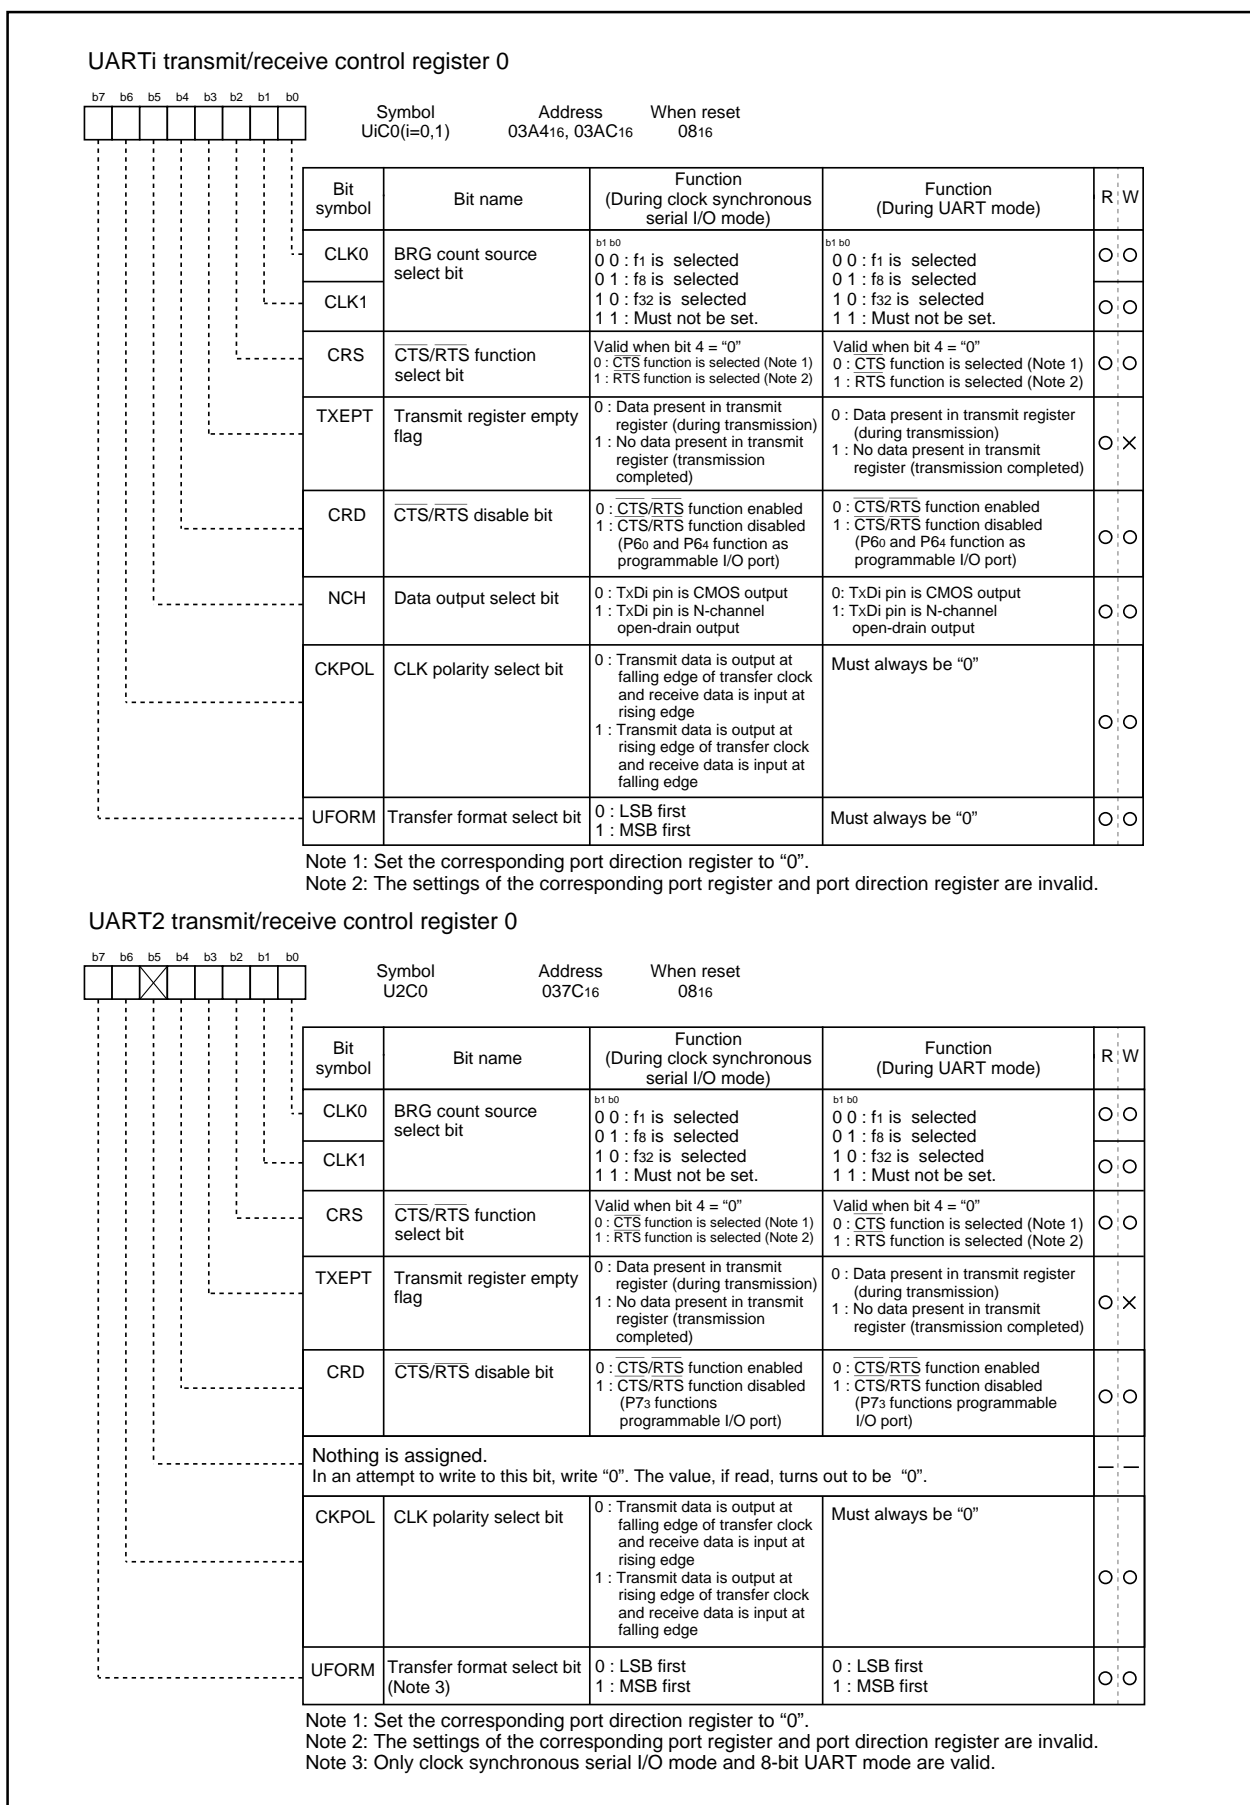 UARTi transmit/receive control register 0
b7 b6 b5 b4 b3 b2 b1 b0
Symbol Address When reset
UiC0(i=0,1) 03A416, 03AC16 0816
Bit symbol
Bit name
Function
(During clock synchronous
serial I/O mode)
Function
(During UART mode)
R W
CLK0
CLK1
BRG count source
select bit
b1 b0
0 0 : f1 is selected
0 1 : f8 is selected
1 0 : f32 is selected
1 1 : Must not be set.
b1 b0
0 0 : f1 is selected
0 1 : f8 is selected
1 0 : f32 is selected
1 1 : Must not be set.
CRS
CTS/RTS function
select bit
Valid when bit 4 = “0”
0 : CTS function is selected (Note 1)
1 : RTS function is selected (Note 2)
Valid when bit 4 = “0”
0 : CTS function is selected (Note 1)
1 : RTS function is selected (Note 2)
TXEPT
Transmit register empty
flag
0 : Data present in transmit
register (during transmission)
1 : No data present in transmit
register (transmission
completed)
0 : Data present in transmit register
(during transmission)
1 : No data present in transmit
register (transmission completed)
CRD
CTS/RTS disable bit
0 : CTS/RTS function enabled
1 : CTS/RTS function disabled
(P60 and P64 function as
programmable I/O port)
0 : CTS/RTS function enabled
1 : CTS/RTS function disabled
(P60 and P64 function as
programmable I/O port)
NCH
Data output select bit
0 : TXDi pin is CMOS output
1 : TXDi pin is N-channel
open-drain output
0: TXDi pin is CMOS output
1: TXDi pin is N-channel
open-drain output
CKPOL
CLK polarity select bit
0 : Transmit data is output at
falling edge of transfer clock
and receive data is input at
rising edge
1 : Transmit data is output at
rising edge of transfer clock
and receive data is input at
falling edge
Must always be “0”
UFORM
Transfer format select bit
0 : LSB first
1 : MSB first
Must always be “0”
Note 1: Set the corresponding port direction register to “0”.
Note 2: The settings of the corresponding port register and port direction register are invalid.
UART2 transmit/receive control register 0
b7 b6 b5 b4 b3 b2 b1 b0
Symbol Address When reset
U2C0 037C16 0816
Bit symbol
Bit name
Function
(During clock synchronous
serial I/O mode)
Function
(During UART mode)
R W
CLK0
CLK1
BRG count source
select bit
b1 b0
0 0 : f1 is selected
0 1 : f8 is selected
1 0 : f32 is selected
1 1 : Must not be set.
b1 b0
0 0 : f1 is selected
0 1 : f8 is selected
1 0 : f32 is selected
1 1 : Must not be set.
CRS
CTS/RTS function
select bit
Valid when bit 4 = “0”
0 : CTS function is selected (Note 1)
1 : RTS function is selected (Note 2)
Valid when bit 4 = “0”
0 : CTS function is selected (Note 1)
1 : RTS function is selected (Note 2)
TXEPT
Transmit register empty
flag
0 : Data present in transmit
register (during transmission)
1 : No data present in transmit
register (transmission
completed)
0 : Data present in transmit register
(during transmission)
1 : No data present in transmit
register (transmission completed)
CRD
CTS/RTS disable bit
0 : CTS/RTS function enabled
1 : CTS/RTS function disabled
(P73 functions
programmable I/O port)
0 : CTS/RTS function enabled
1 : CTS/RTS function disabled
(P73 functions programmable
I/O port)
Nothing is assigned.
In an attempt to write to this bit, write “0”. The value, if read, turns out to be “0”.
CKPOL
CLK polarity select bit
0 : Transmit data is output at
falling edge of transfer clock
and receive data is input at
rising edge
1 : Transmit data is output at
rising edge of transfer clock
and receive data is input at
falling edge
Must always be “0”
UFORM
Transfer format select bit
(Note 3)
0 : LSB first
1 : MSB first
0 : LSB first
1 : MSB first
Note 1: Set the corresponding port direction register to “0”.
Note 2: The settings of the corresponding port register and port direction register are invalid.
Note 3: Only clock synchronous serial I/O mode and 8-bit UART mode are valid.